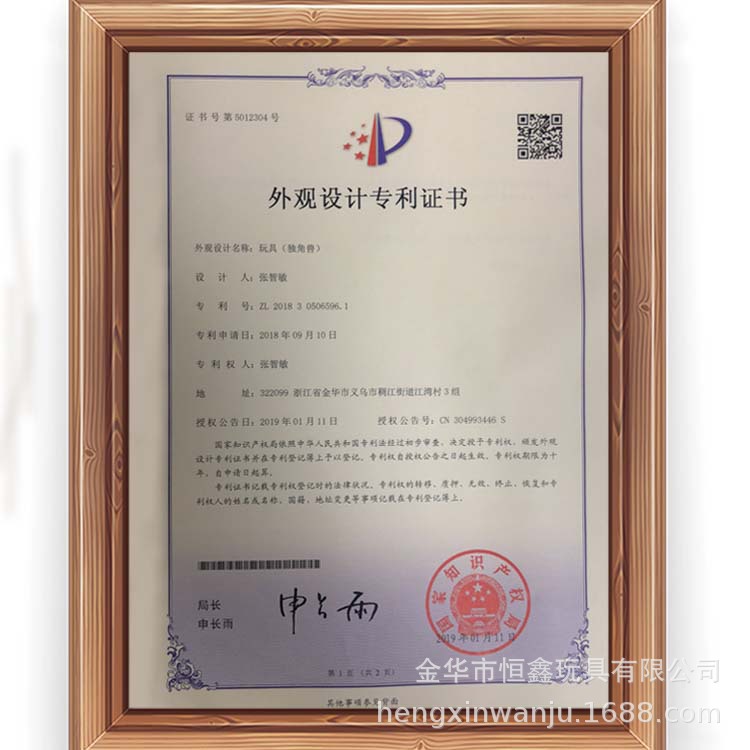 证书号第5012304号
外观设计专利证书
外观设计名称：玩具（独角兽）
设 计 人：张智敏
专 利 号：ZL 2018 3 0506596.1
专利申请日：2018年09月10日
专 利 权 人：张智敏
地 址：322099 浙江省金华市义乌市稠江街道江湾村3组
授权公告日：2019年01月11日 授权公告号：CN 304993446 S
国家知识产权局依照中华人民共和国专利法经过初步审查，决定授予专利权，颁发外观
设计专利证书并在专利登记簿上予以登记。专利权自授权公告之日起生效。专利权期限为十
年，自申请日起算。
专利证书记载专利权登记时的法律状况。专利权的转移、质押、无效、终止、恢复和专
利权人的姓名或名称、国籍、地址变更等事项记载在专利登记簿上。
局长
申长雨
申长雨
国家知识产权局
2019年01月11日
第 1 页（共 2 页）
金华市恒鑫玩具有限公司
其他事项参见背面
hengxinwanju.1688.com